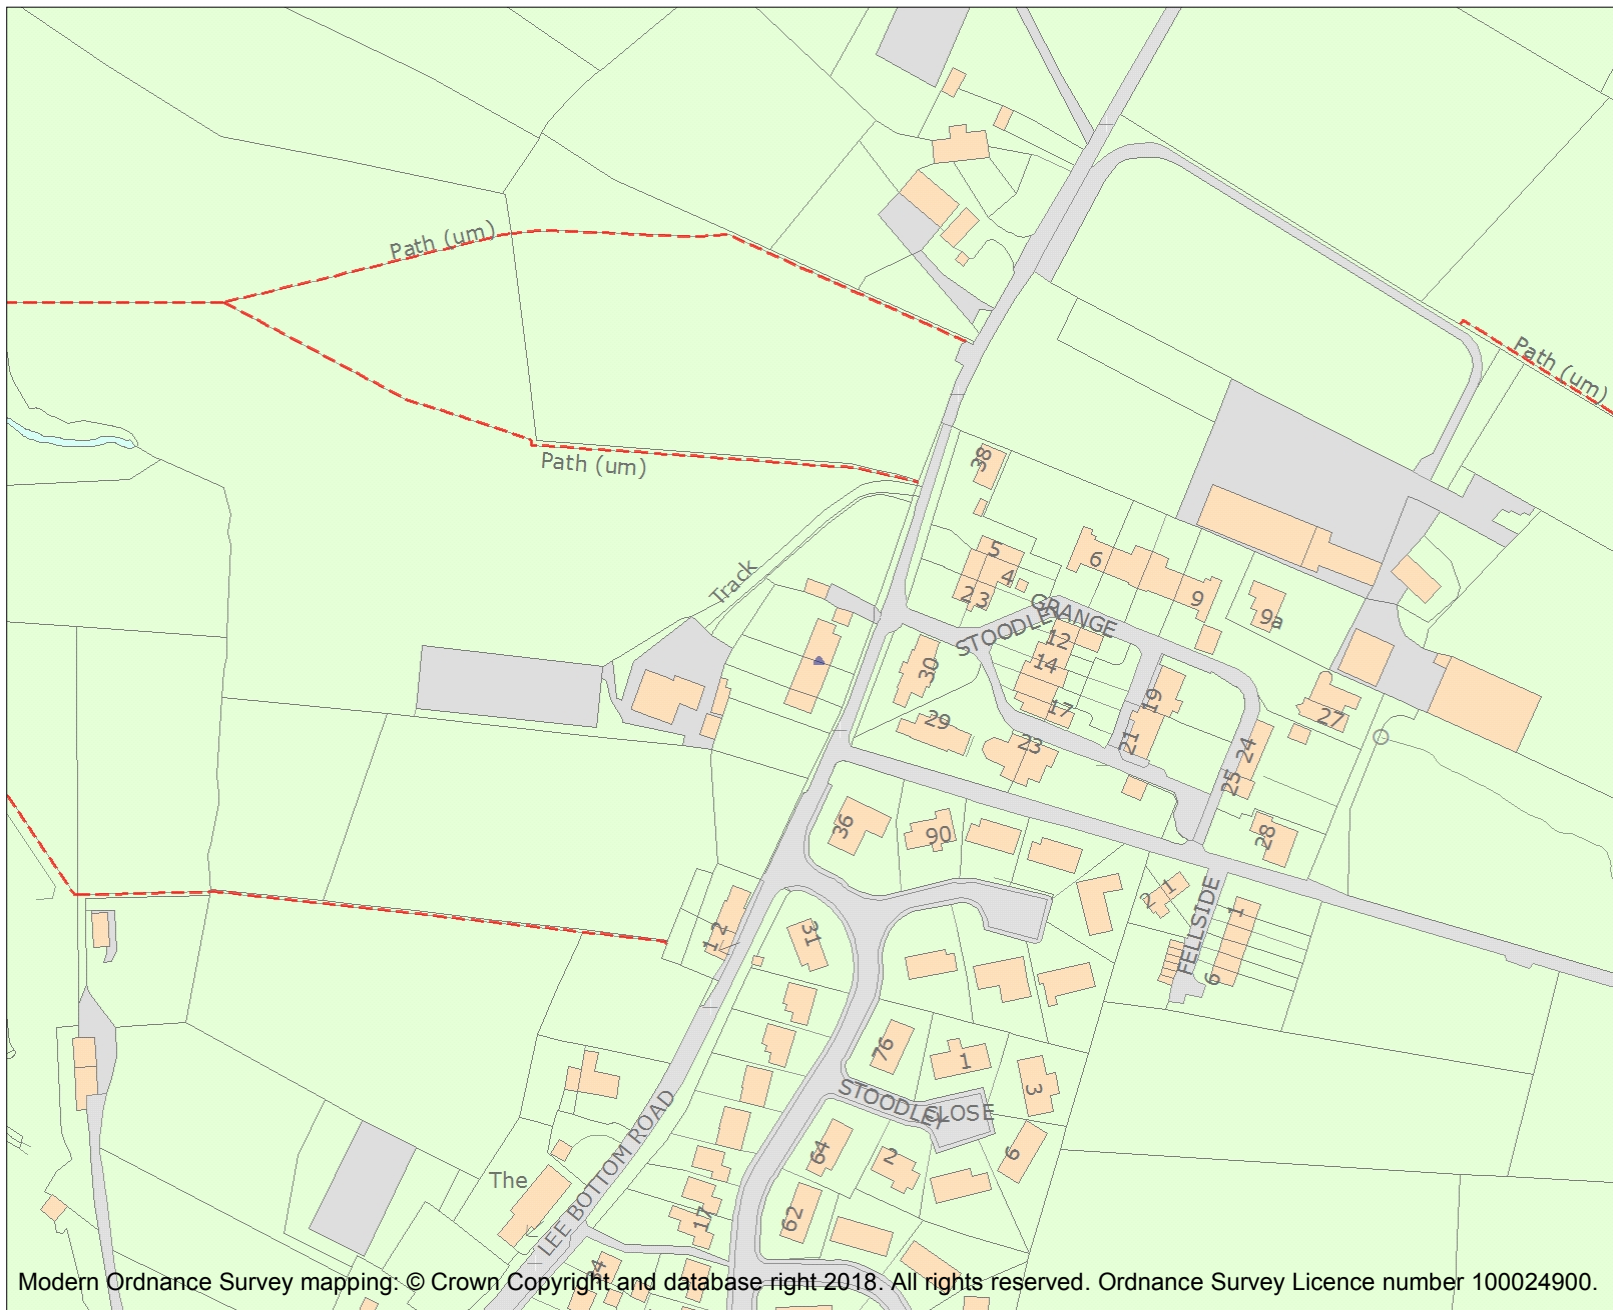 Path (um)
Path (um)
Path (um)
Track
38
5
4
2 3
6
9
9a
STOODLEY
GRANGE
12
14
17
30
29
23
19
21
24
25
27
28
36
90
1
2
FELLSIDE
1
6
1 2
31
76
1
3
STOODLEY
CLOSE
64
2
6
62
17
The
LEE BOTTOM ROAD
34
Modern Ordnance Survey mapping: © Crown Copyright and database right 2018. All rights reserved. Ordnance Survey Licence number 100024900.